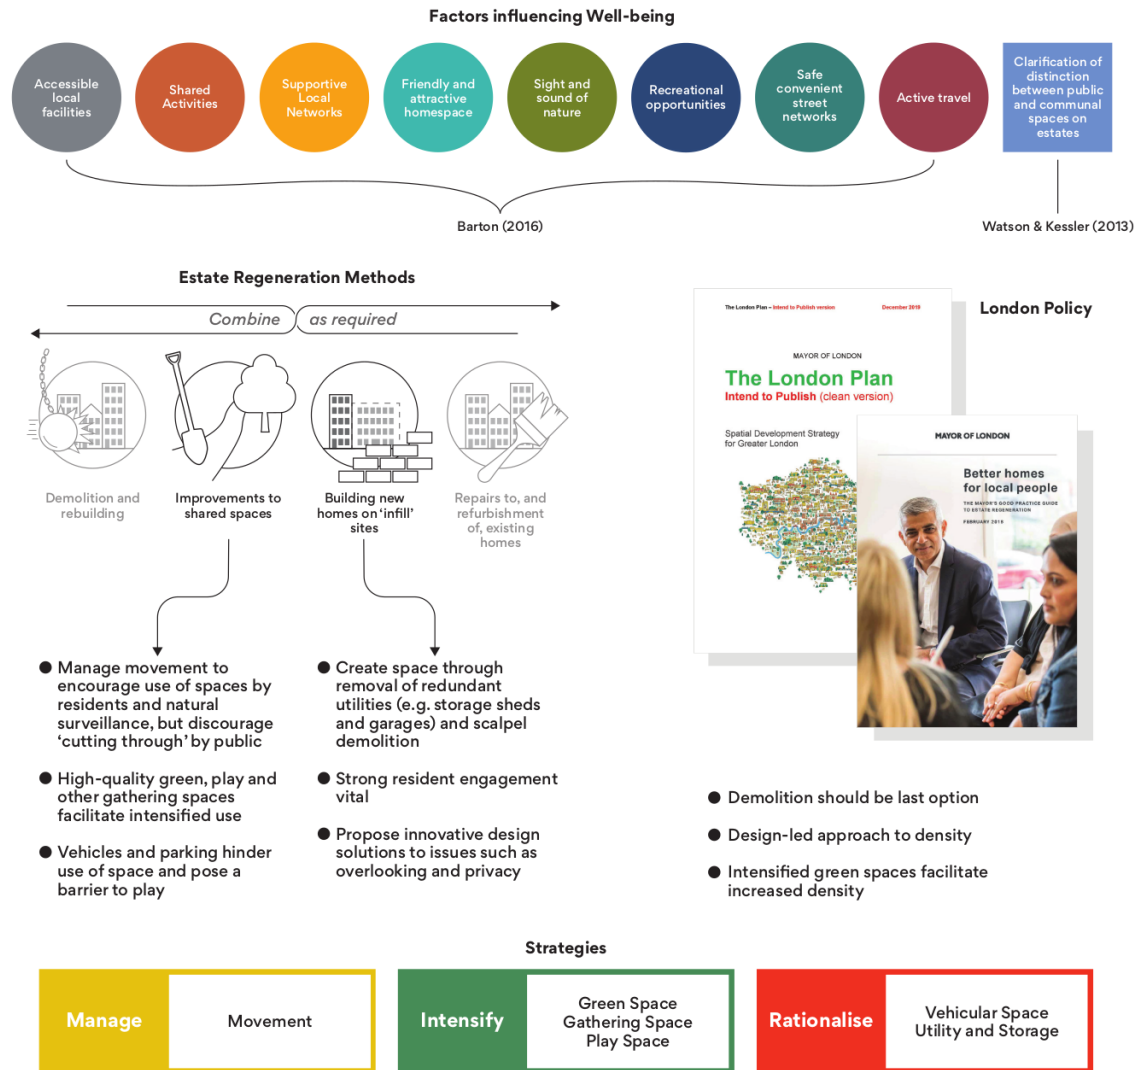 Factors influencing Well-being
Accessible
local
facilities
Shared
Activities
Supportive
Local
Networks
Friendly and
attractive
homespace
Sight and
sound of
nature
Recreational
opportunities
Safe
convenient
street
networks
Active travel
Clarification of
distinction
between public
and communal
spaces on
estates
Barton (2016)
Watson & Kessler (2013)
Estate Regeneration Methods
Combine as required
Demolition and
rebuilding
Improvements to
shared spaces
Building new
homes on ‘infill’
sites
Repairs to, and
refurbishment
of, existing
homes
● Manage movement to
encourage use of spaces by
residents and natural
surveillance, but discourage
‘cutting through’ by public
● High-quality green, play and
other gathering spaces
facilitate intensified use
● Vehicles and parking hinder
use of space and pose a
barrier to play
● Create space through
removal of redundant
utilities (e.g. storage sheds
and garages) and scalpel
demolition
● Strong resident engagement
vital
● Propose innovative design
solutions to issues such as
overlooking and privacy
London Policy
The London Plan – Intend to Publish version December 2019
MAYOR OF LONDON
The London Plan
Intend to Publish (clean version)
Spatial Development Strategy
for Greater London
MAYOR OF LONDON
Better homes
for local people
THE MAYOR'S GOOD PRACTICE GUIDE
TO ESTATE REGENERATION
FEBRUARY 2018
● Demolition should be last option
● Design-led approach to density
● Intensified green spaces facilitate
increased density
Strategies
Manage
Movement
Intensify
Green Space
Gathering Space
Play Space
Rationalise
Vehicular Space
Utility and Storage